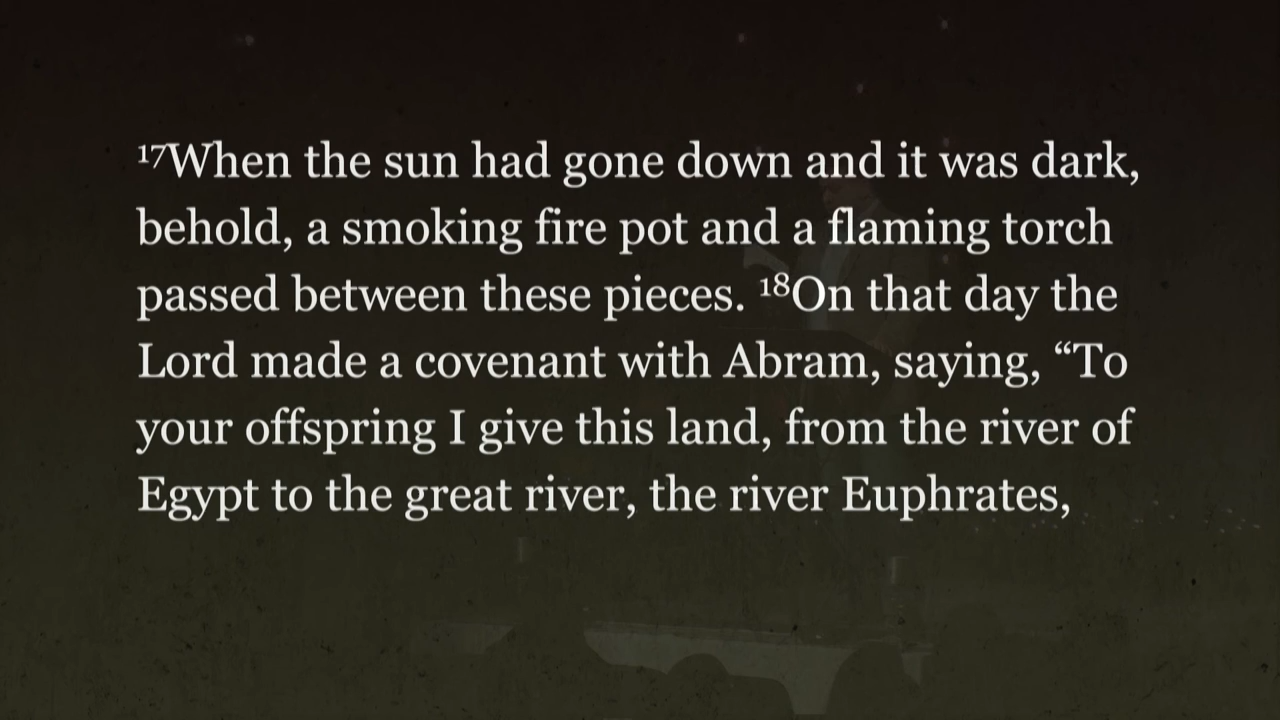 ¹⁷When the sun had gone down and it was dark,
behold, a smoking fire pot and a flaming torch
passed between these pieces. ¹⁸On that day the
Lord made a covenant with Abram, saying, “To
your offspring I give this land, from the river of
Egypt to the great river, the river Euphrates,